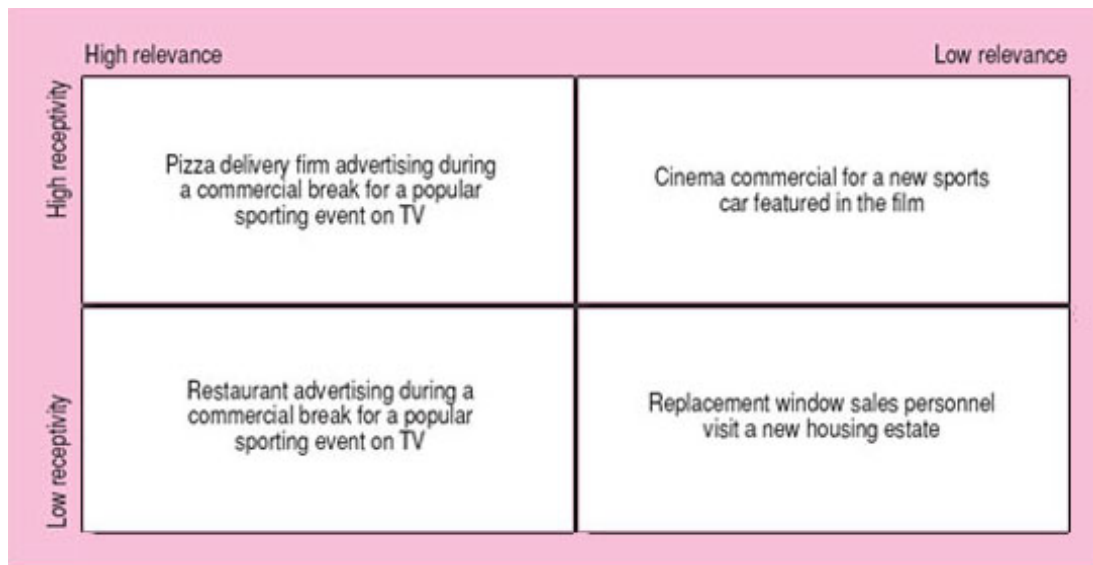 High relevance
Low relevance
High receptivity
Pizza delivery firm advertising during
a commercial break for a popular
sporting event on TV
Cinema commercial for a new sports
car featured in the film
Low receptivity
Restaurant advertising during a
commercial break for a popular
sporting event on TV
Replacement window sales personnel
visit a new housing estate